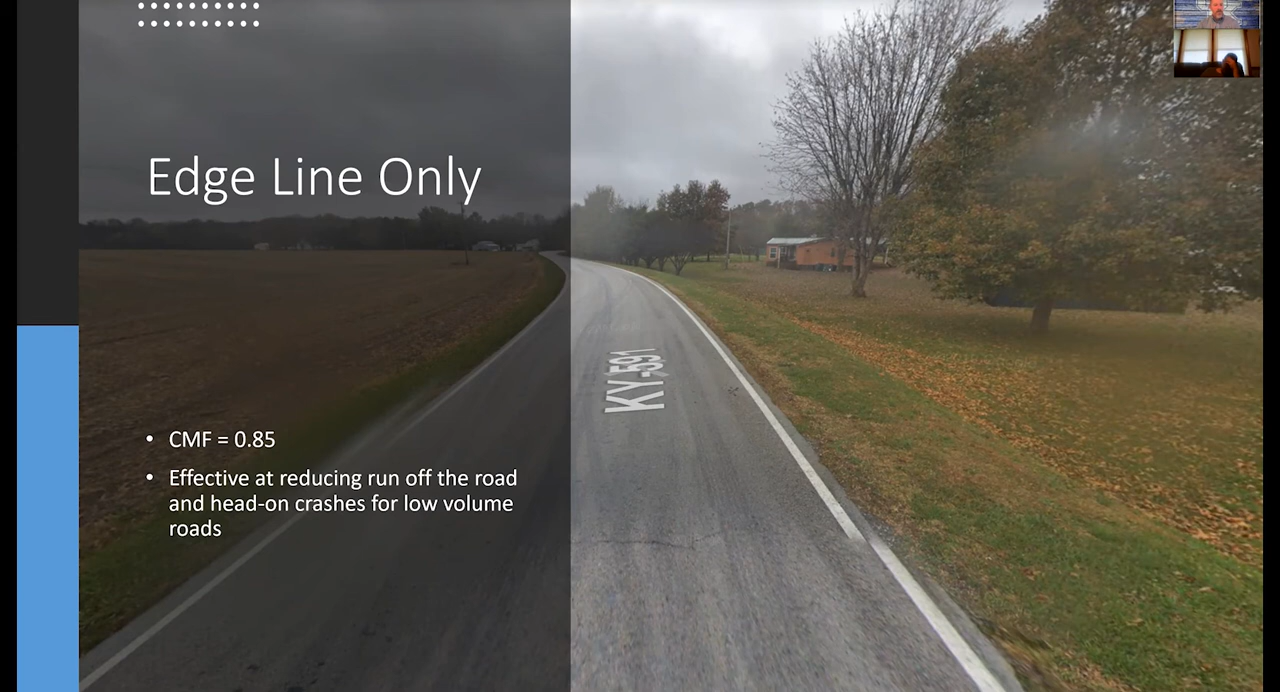 Edge Line Only
KY-591
• CMF = 0.85
• Effective at reducing run off the road
and head-on crashes for low volume
roads